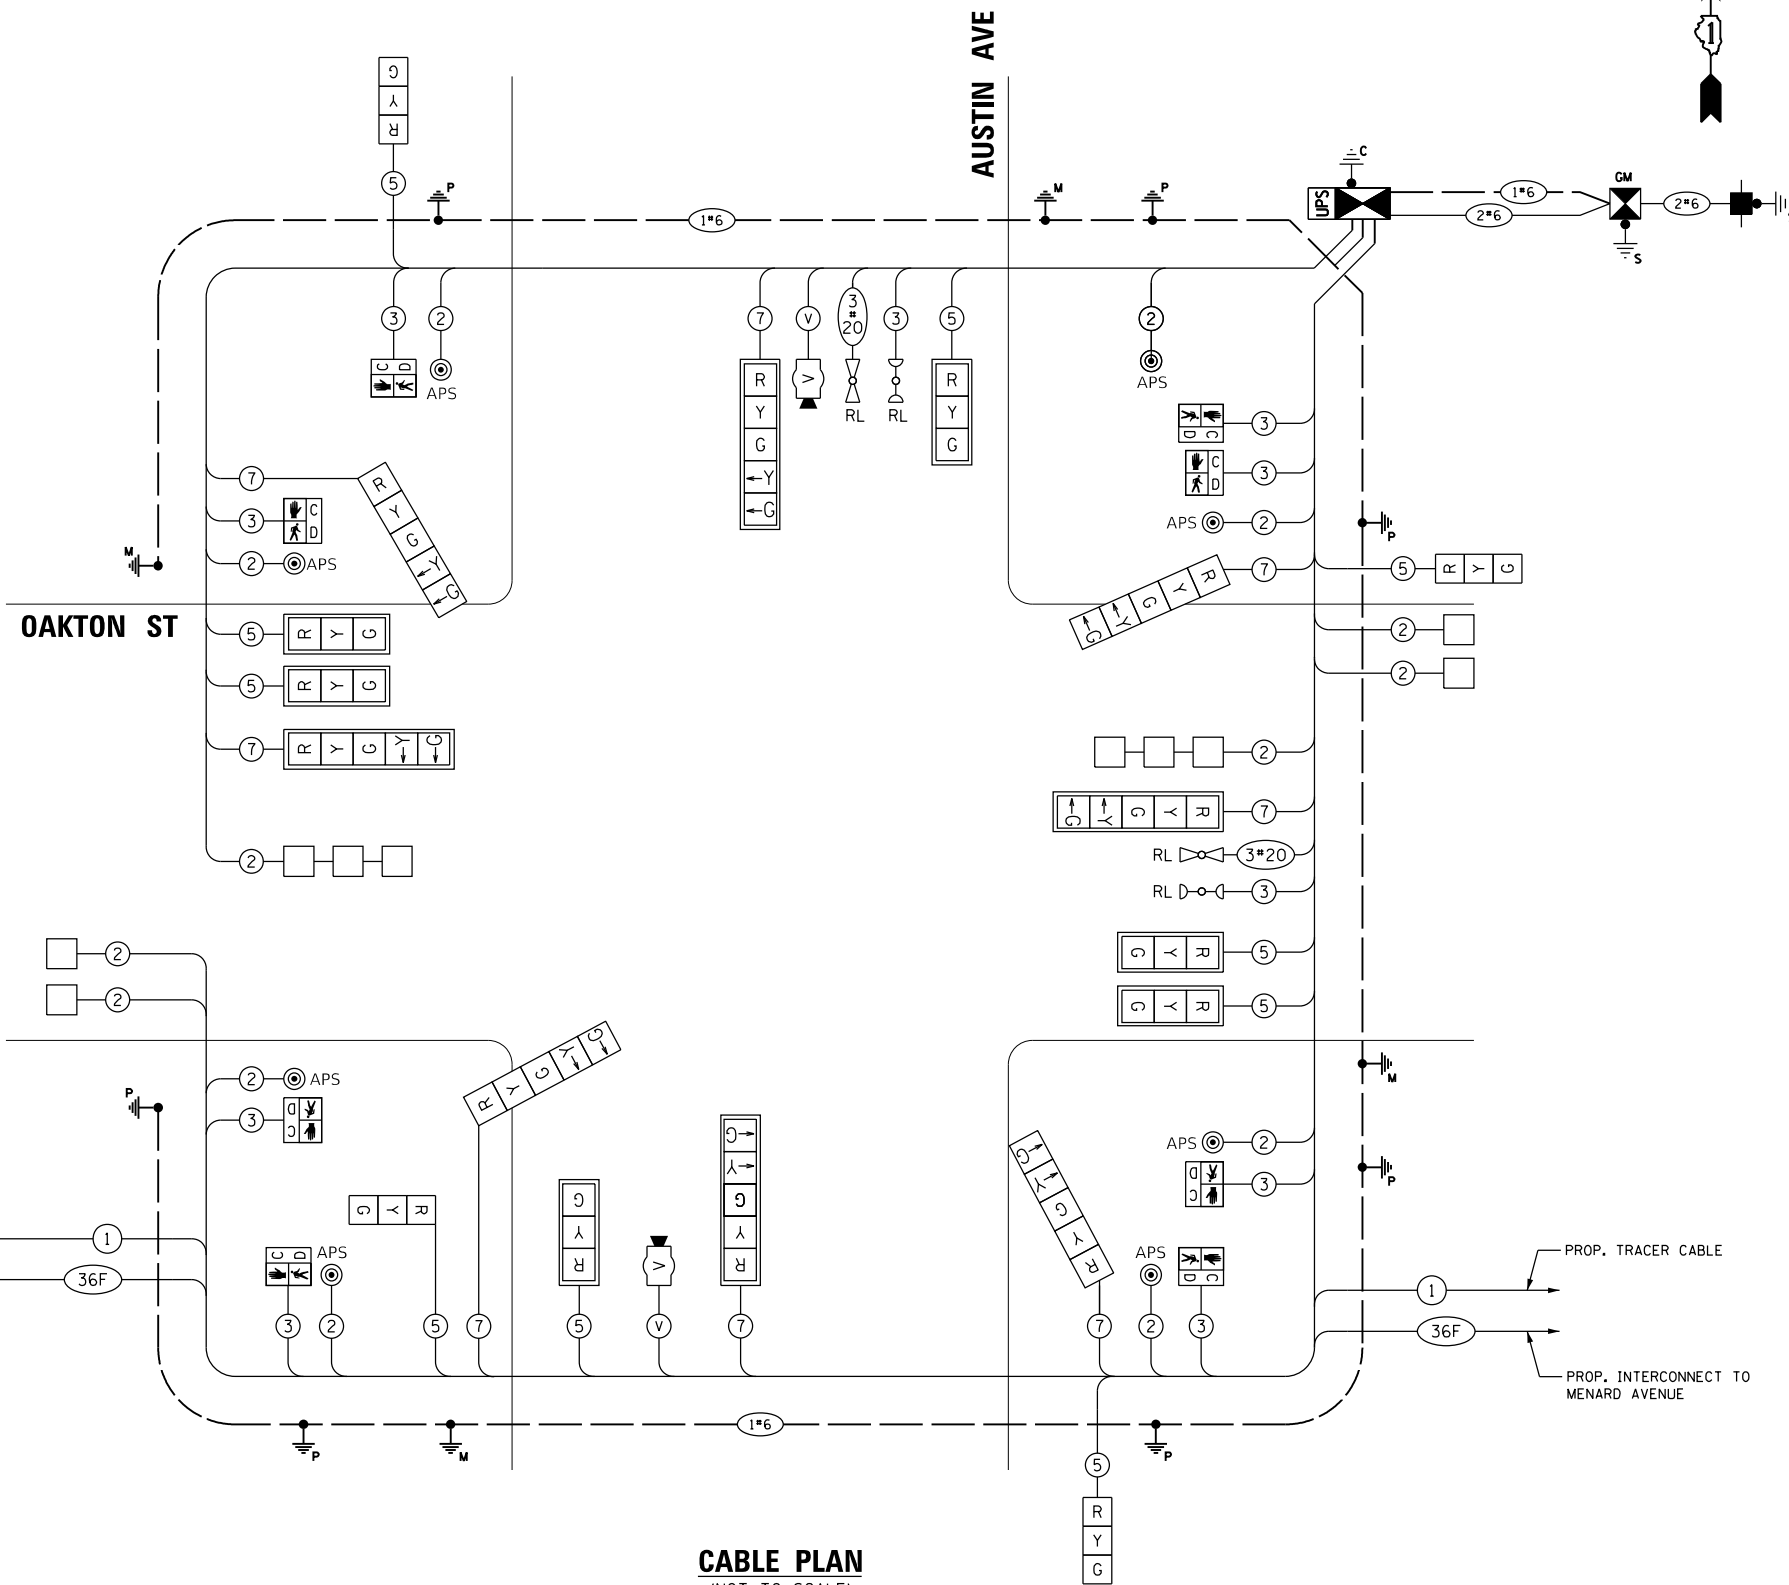 AUSTIN AVE
1
G
Y
R
5
P
1#6
M
P
C
UPS
1#6
2#6
GM
2#6
S
3
2
C D
APS
7
V
3
#
20
3
5
R
Y
G
←Y
←G
V
RL
RL
R
Y
G
2
APS
C
D
3
C
D
3
APS
2
7
R
Y
G
←Y
←G
P
5
R Y G
2
2
7
R
Y
G
←Y
←G
3
C
D
2
APS
M
OAKTON ST
5
R Y G
5
R Y G
7
R Y G ←Y ←G
2
2
←G ←Y G Y R
7
RL
3#20
RL
3
G Y R
5
G Y R
5
2
2
M
P
2
APS
3
D
C
R Y G ←Y ←G
G
Y
R
←G
←Y
G
Y
R
V
←G
←Y
G
Y
R
APS
2
D
C
3
P
1
36F
G Y R
C D
APS
APS
C
D
3
2
5
7
5
V
7
7
2
3
1
PROP. TRACER CABLE
36F
PROP. INTERCONNECT TO
MENARD AVENUE
P
M
1#6
P
5
R
Y
G
CABLE PLAN